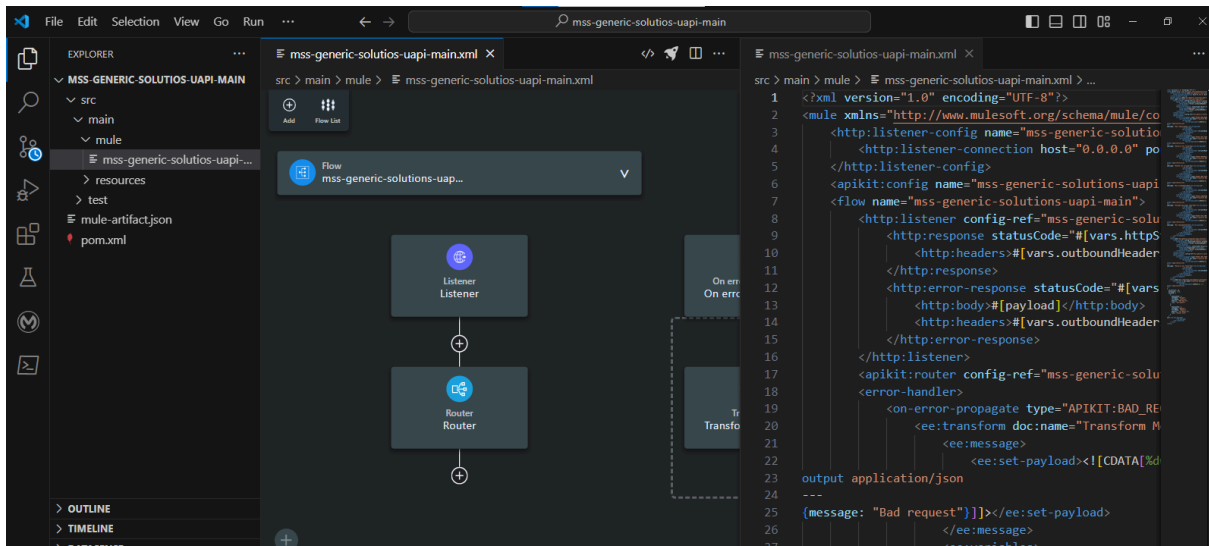 File Edit Selection View Go Run ···
mss-generic-solutios-uapi-main
EXPLORER ···
MSS-GENERIC-SOLUTIOS-UAPI-MAIN
src
main
mule
mss-generic-solutios-uapi-...
resources
test
mule-artifact.json
pom.xml
OUTLINE
TIMELINE
mss-generic-solutios-uapi-main.xml
src > main > mule > mss-generic-solutios-uapi-main.xml
Add Flow List
Flow
mss-generic-solutions-uap...
Listener
Listener
Router
Router
On err
On erro
Tr
Transfo
mss-generic-solutios-uapi-main.xml
src > main > mule > mss-generic-solutios-uapi-main.xml > ...
1 <?xml version="1.0" encoding="UTF-8"?>
2 <mule xmlns="http://www.mulesoft.org/schema/mule/co
3 <http:listener-config name="mss-generic-solutio
4 <http:listener-connection host="0.0.0.0" po
5 </http:listener-config>
6 <apikit:config name="mss-generic-solutions-uapi
7 <flow name="mss-generic-solutions-uapi-main">
8 <http:listener config-ref="mss-generic-solu
9 <http:response statusCode="#[vars.httpS
10 <http:headers>#[vars.outboundHeader
11 </http:response>
12 <http:error-response statusCode="#[vars
13 <http:body>#[payload]</http:body>
14 <http:headers>#[vars.outboundHeader
15 </http:error-response>
16 </http:listener>
17 <apikit:router config-ref="mss-generic-solu
18 <error-handler>
19 <on-error-propagate type="APIKIT:BAD_RE
20 <ee:transform doc:name="Transform M
21 <ee:message>
22 <ee:set-payload><![CDATA[%d
23 output application/json
24 ---
25 {message: "Bad request"}]]></ee:set-payload>
26 </ee:message>